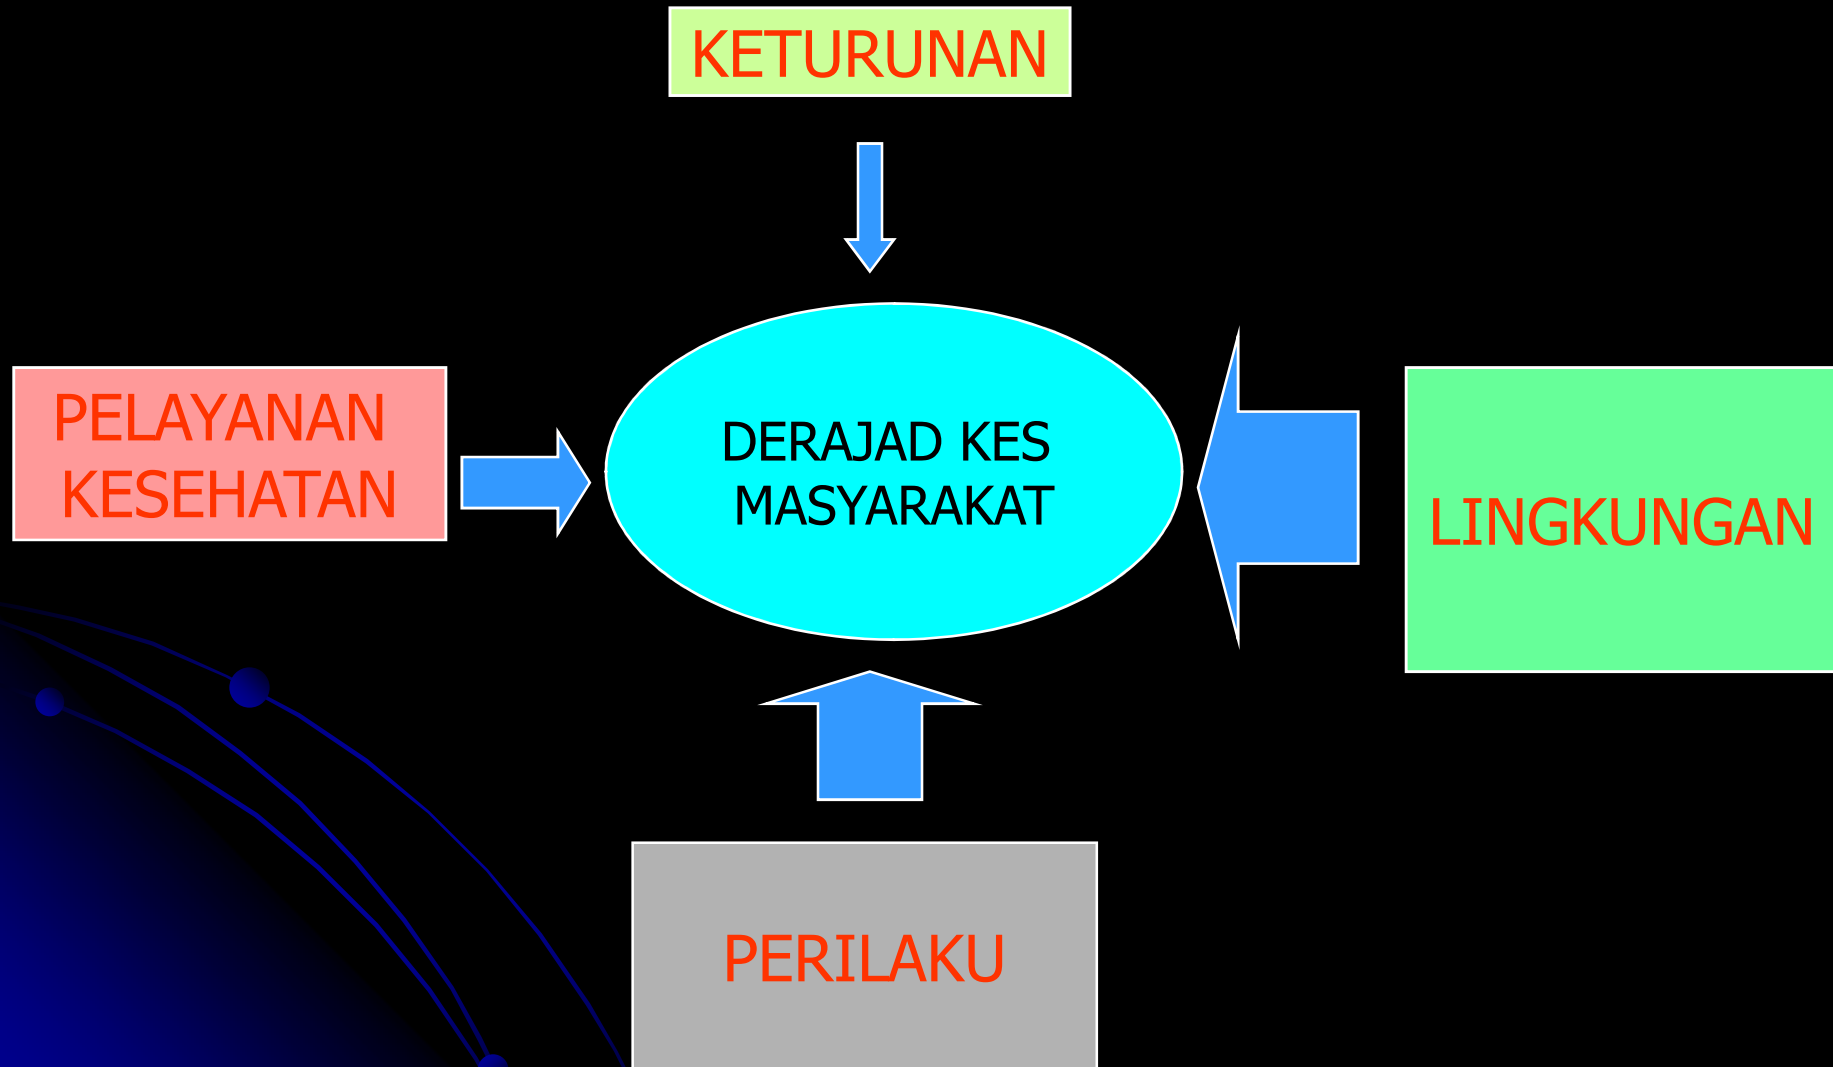 KETURUNAN
PELAYANAN
KESEHATAN
DERAJAD KES
MASYARAKAT
LINGKUNGAN
PERILAKU